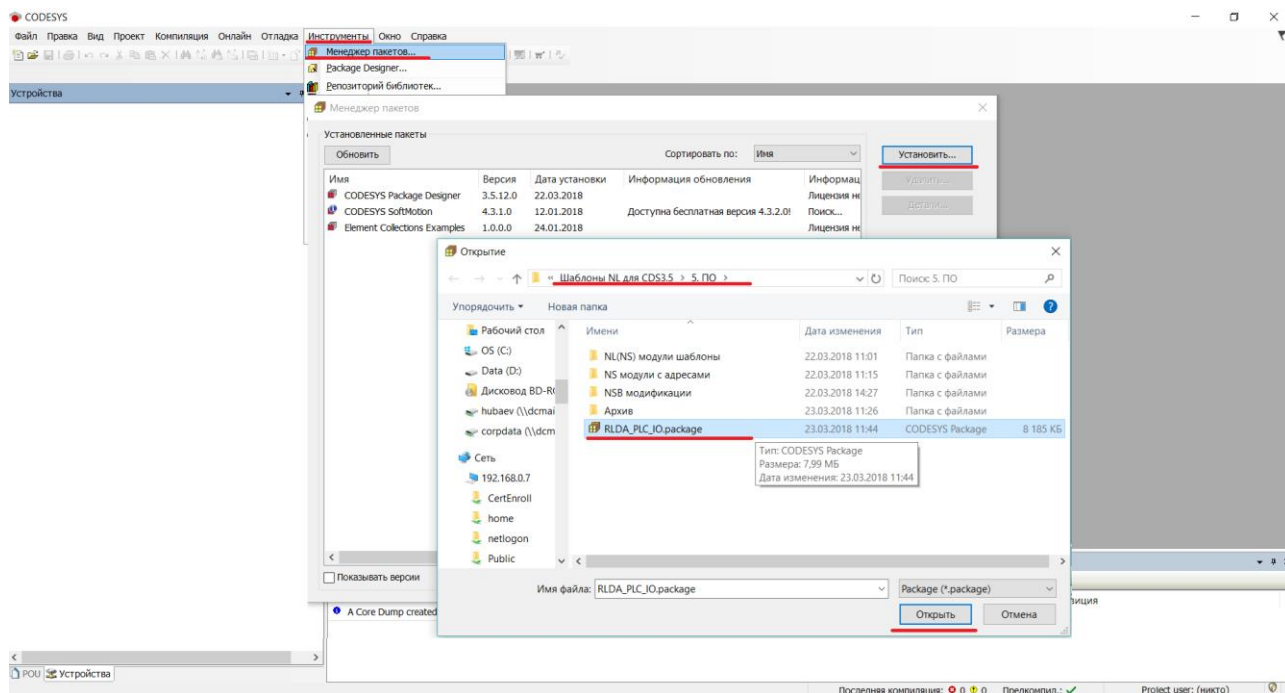 CODESYS
Файл Правка Вид Проект Компиляция Онлайн Отладка Инструменты Окно Справка
Менеджер пакетов...
Package Designer...
Репозиторий библиотек...
Устройства
Менеджер пакетов
Установленные пакеты
Обновить Сортировать по: Имя Установить...
Имя Версия Дата установки Информация обновления Информац
Удалить...
CODESYS Package Designer 3.5.12.0 22.03.2018 Лицензия не
CODESYS SoftMotion 4.3.1.0 12.01.2018 Доступна бесплатная версия 4.3.2.0! Поиск...
Детали...
Element Collections Examples 1.0.0.0 24.01.2018 Лицензия не
Открытие
« Шаблоны NL для CDS3.5 > 5. ПО > Поиск: 5. ПО
Упорядочить Новая папка
Рабочий стол Имени Дата изменения Тип Размера
OS (C:) NL(NS) модули шаблоны 22.03.2018 11:01 Папка с файлами
Data (D:) NS модули с адресами 22.03.2018 11:15 Папка с файлами
Дисковод BD-RO NSB модификации 22.03.2018 14:27 Папка с файлами
hubaev (\\dcmai Архив 23.03.2018 11:26 Папка с файлами
corpdata (\\dcm RLDA_PLC_IO.package 23.03.2018 11:44 CODESYS Package 8 185 КБ
Тип: CODESYS Package
Размера: 7,99 МБ
Дата изменения: 23.03.2018 11:44
Сеть
192.168.0.7
CertEnroll
home
netlogon
Public
Показывать версии
Имя файла: RLDA_PLC_IO.package Package (*.package)
Открыть Отмена
A Core Dump created
зиция
POU Устройства
Последняя компиляция: 0 0 Предкомпил.: Project user: (никто)